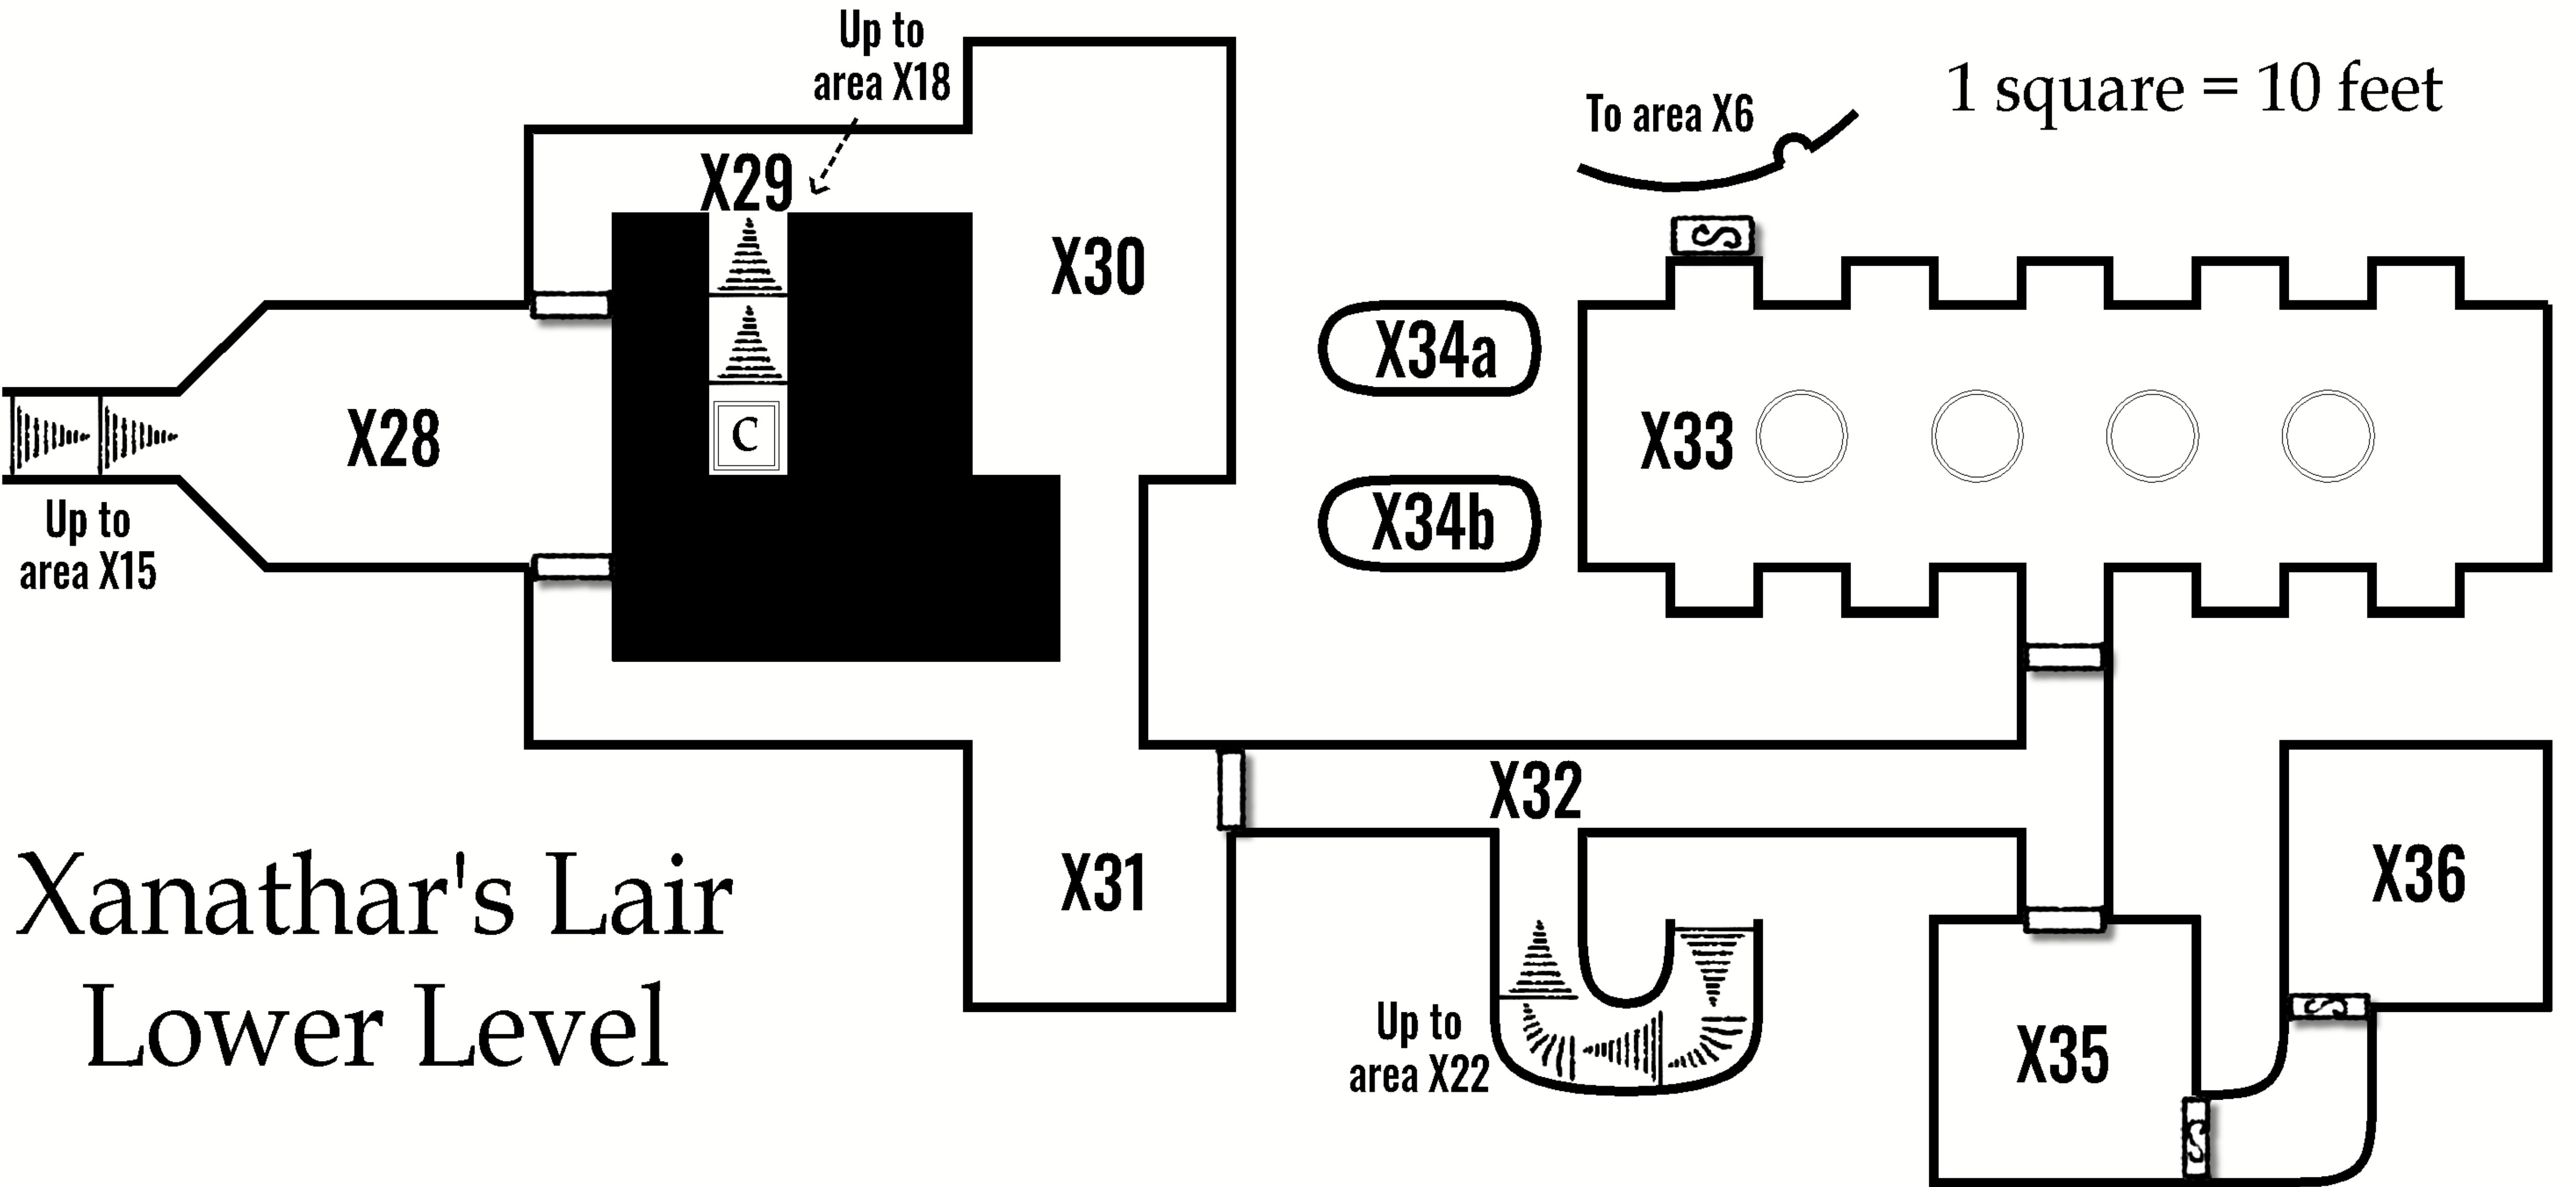 Up to
area X18
To area X6
1 square = 10 feet
X29
S
X30
X34a
X28
C
X33
X34b
Up to
area X15
X32
X31
X36
Xanathar's Lair
Lower Level
S
Up to
area X22
X35
S